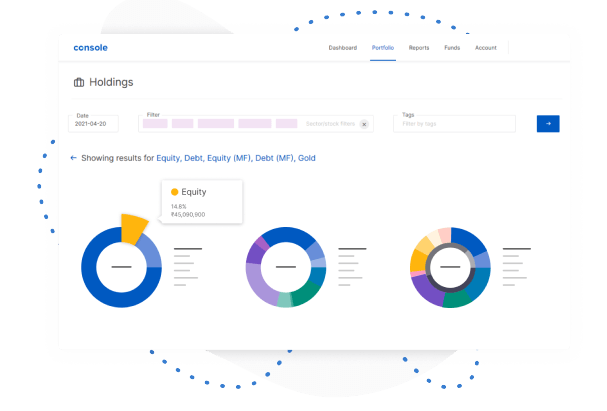 console
Dashboard Portfolio Reports Funds Account
Holdings
Date
2021-04-20
Filter
Sector/stock filters
Tags
Filter by tags
← Showing results for Equity, Debt, Equity (MF), Debt (MF), Gold
Equity
14.8%
₹45,090,900